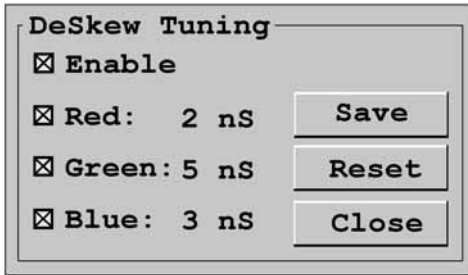 DeSkew Tuning
Enable
Red: 2 nS Save
Green: 5 nS Reset
Blue: 3 nS Close